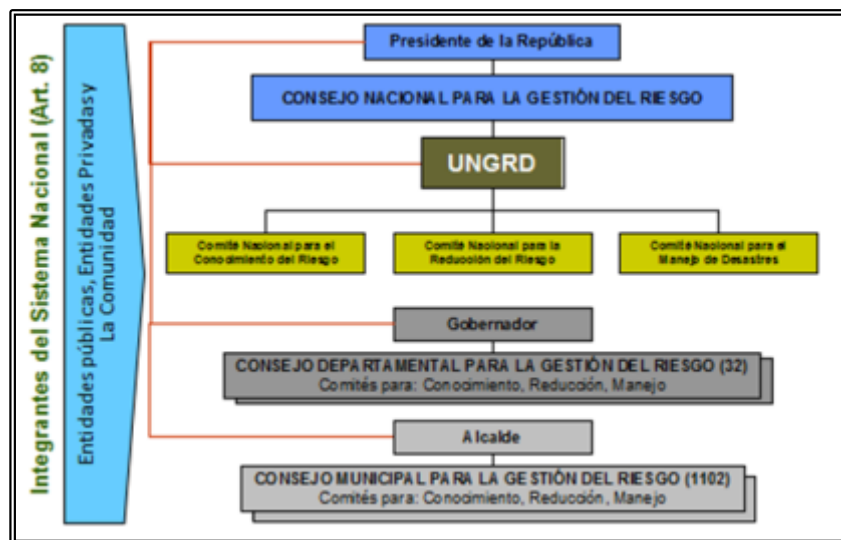 Integrantes del Sistema Nacional (Art. 8)
Entidades públicas, Entidades Privadas y
La Comunidad
Presidente de la República
CONSEJO NACIONAL PARA LA GESTIÓN DEL RIESGO
UNGRD
Comité Nacional para el
Conocimiento del Riesgo
Comité Nacional para la
Reducción del Riesgo
Comité Nacional para el
Manejo de Desastres
Gobernador
CONSEJO DEPARTAMENTAL PARA LA GESTIÓN DEL RIESGO (32)
Comités para: Conocimiento, Reducción, Manejo
Alcalde
CONSEJO MUNICIPAL PARA LA GESTIÓN DEL RIESGO (1102)
Comités para: Conocimiento, Reducción, Manejo